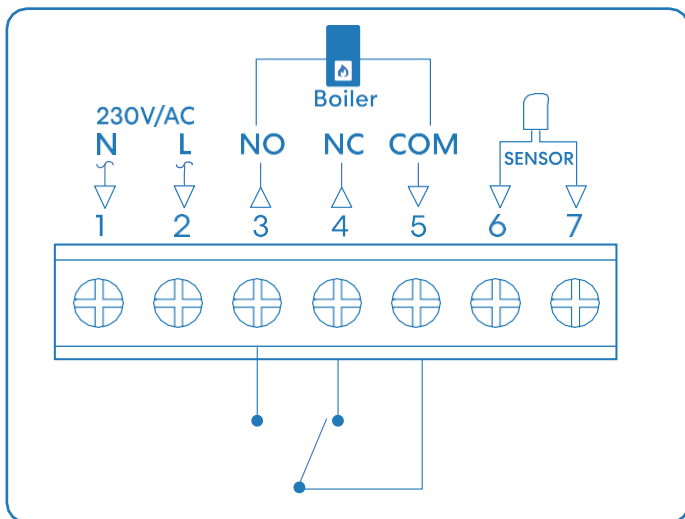 Boiler
230V/AC
N L NO NC COM
SENSOR
1 2 3 4 5 6 7